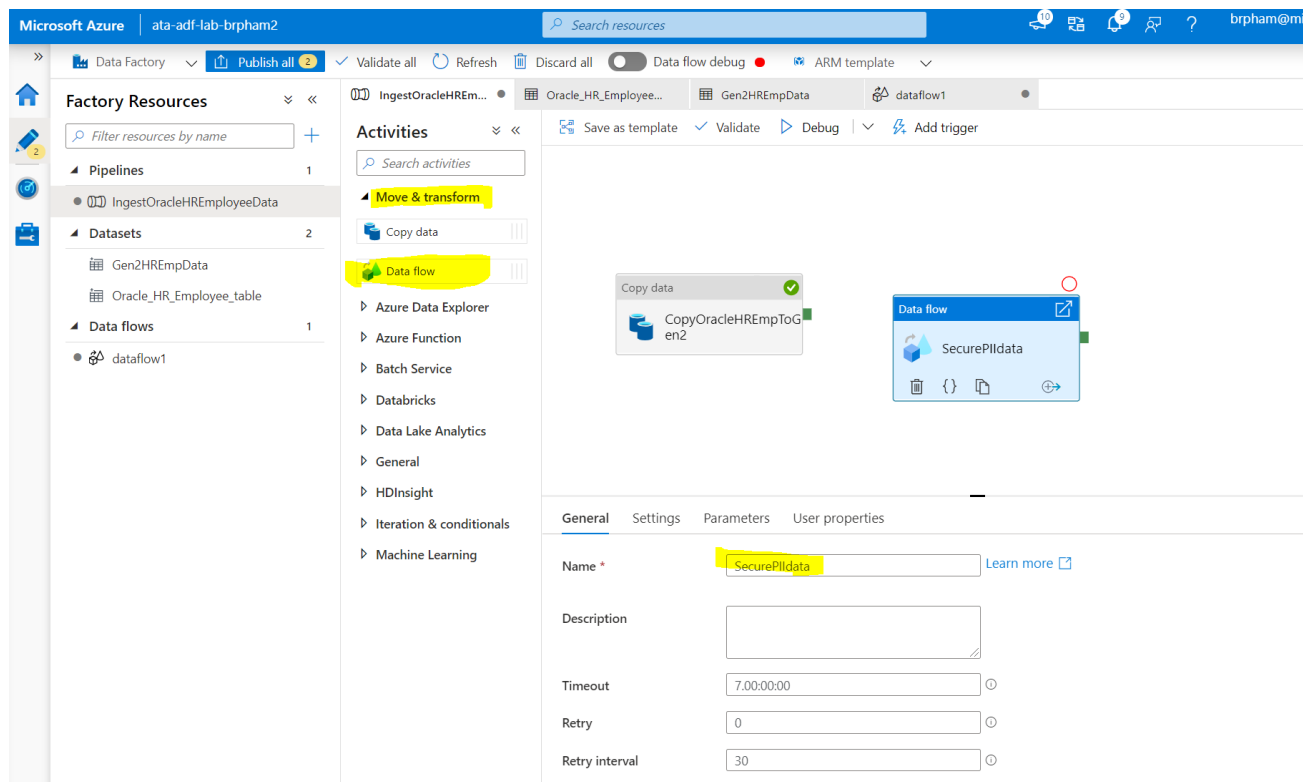 Microsoft Azure ata-adf-lab-brpham2 Search resources 10 9 ? brpham@mi
» Data Factory Publish all 2 Validate all Refresh Discard all Data flow debug ARM template
Factory Resources
Filter resources by name
Pipelines 1
IngestOracleHREmployeeData
Datasets 2
Gen2HREmpData
Oracle_HR_Employee_table
Data flows 1
dataflow1
2
IngestOracleHREm... Oracle_HR_Employee... Gen2HREmpData dataflow1
Activities
Search activities
Move & transform
Copy data
Data flow
Azure Data Explorer
Azure Function
Batch Service
Databricks
Data Lake Analytics
General
HDInsight
Iteration & conditionals
Machine Learning
Save as template Validate Debug Add trigger
Copy data
CopyOracleHREmpToG
en2
Data flow
SecurePIIdata
{}
General Settings Parameters User properties
Name * SecurePIIdata Learn more
Description
Timeout 7.00:00:00
Retry 0
Retry interval 30